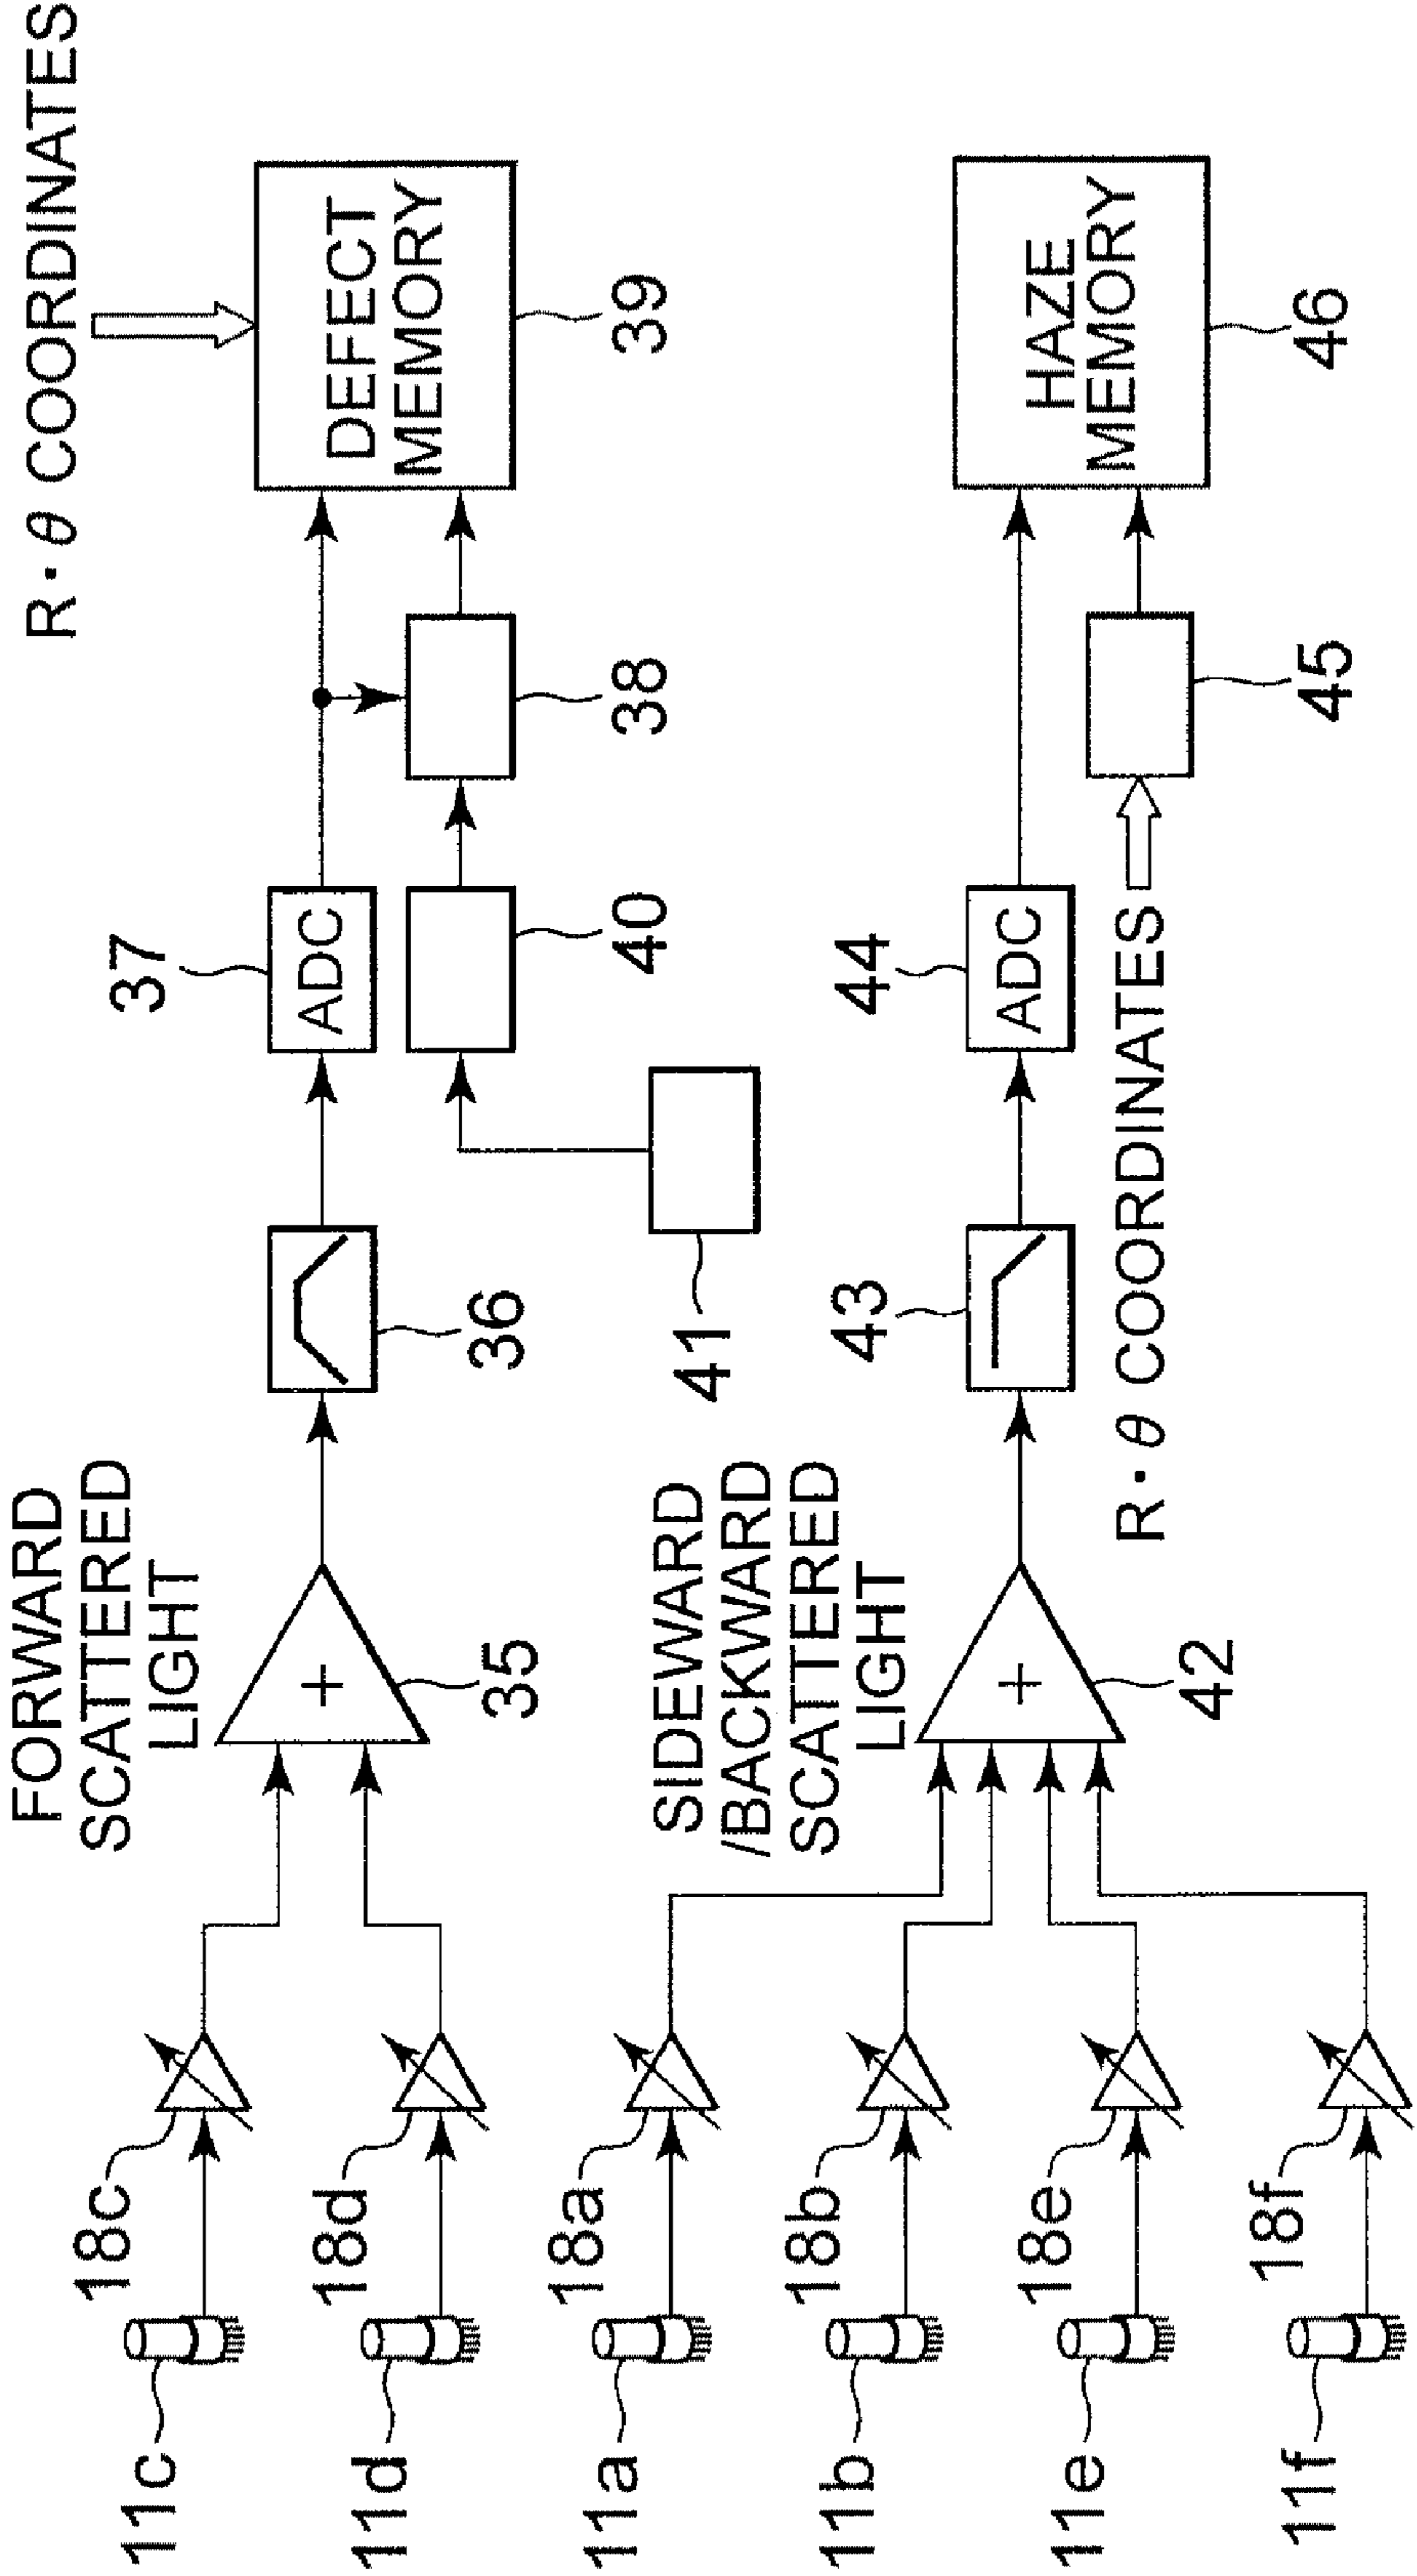 R·θ COORDINATES
FORWARD
SCATTERED
LIGHT
37
ADC
DEFECT
MEMORY
18c
11c
35
36
38
39
40
18d
11d
41
SIDEWARD
/BACKWARD
SCATTERED
LIGHT
43
44
ADC
HAZE
MEMORY
18a
11a
42
R·θ COORDINATES
45
46
18b
11b
18e
11e
18f
11f